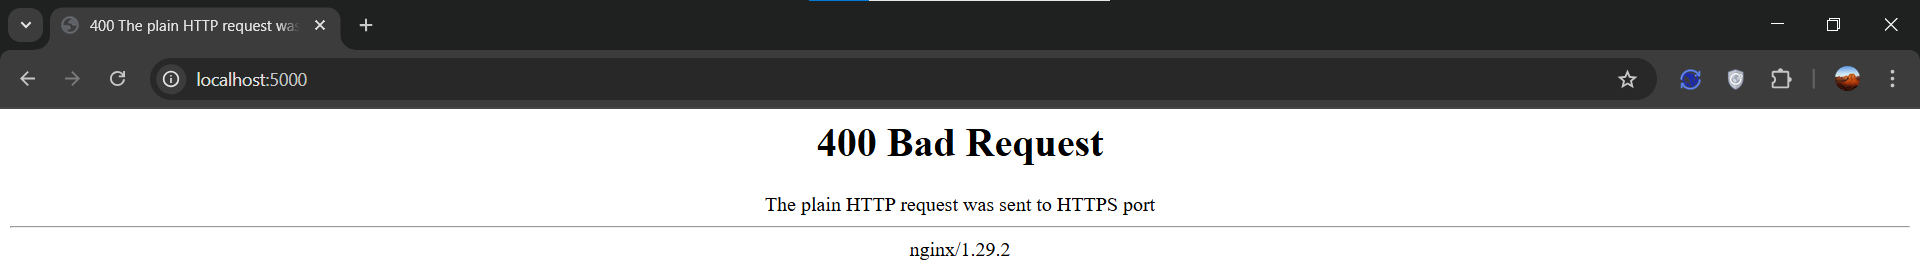 400 The plain HTTP request was
localhost:5000
400 Bad Request
The plain HTTP request was sent to HTTPS port
nginx/1.29.2